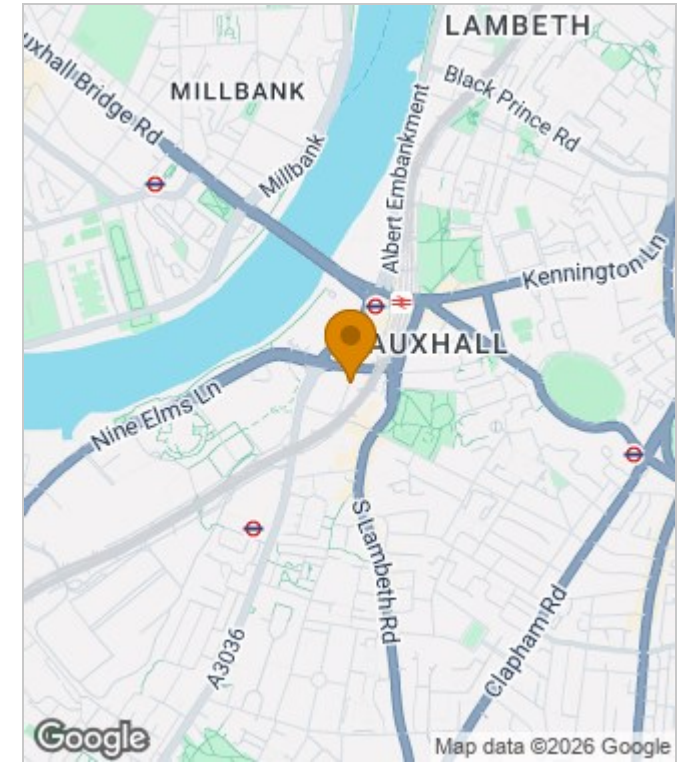 LAMBETH
uxhall Bridge Rd
MILLBANK
Black Prince Rd
Millbank
Albert Embankment
Kennington Ln
AUXHALL
Nine Elms Ln
S Lambeth Rd
A3036
Clapham Rd
Google
Map data ©2026 Google